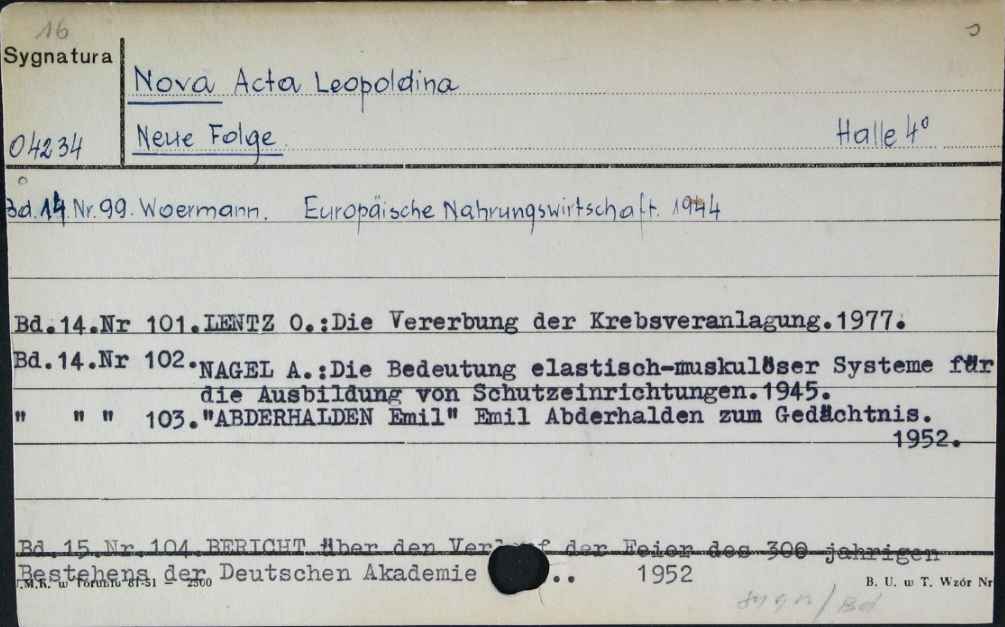 16
Sygnatura
Nova Acta Leopoldina
04234
Neue Folge.
Halle 4°
Bd. 14. Nr. 99. Woermann. Europäische Nahrungswirtschaft. 1944
Bd.14.Nr 101.LENTZ O.:Die Vererbung der Krebsveranlagung.1977.
Bd.14.Nr 102.NAGEL A.:Die Bedeutung elastisch-muskulöser Systeme für
die Ausbildung von Schutzeinrichtungen.1945.
" " " 103."ABDERHALDEN Emil" Emil Abderhalden zum Gedächtnis.
1952.
Bd.15.Nr.104.BERICHT über den Verlauf der Feier des 300 jahrigen
Bestehens der Deutschen Akademie .. 1952
B. U. w T. Wzór Nr
sygn/Bd